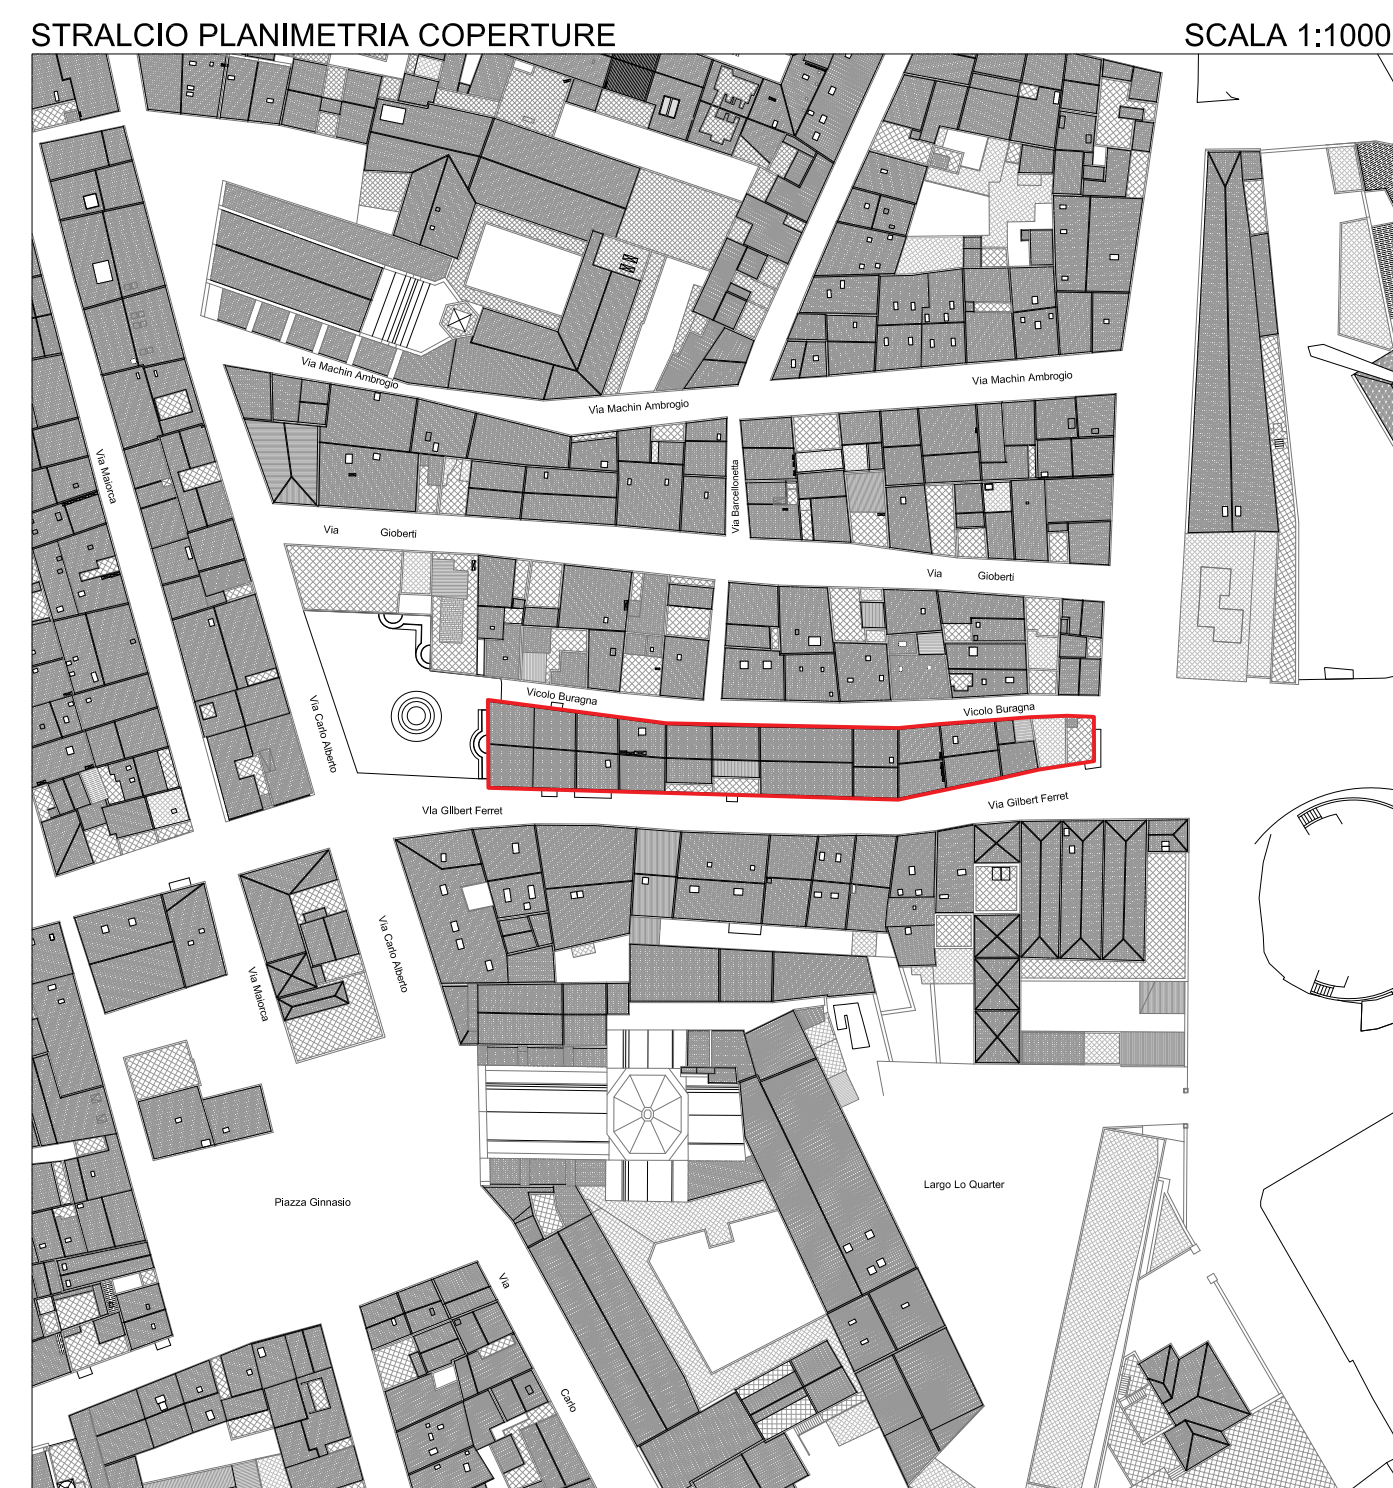 STRALCIO PLANIMETRIA COPERTURE
SCALA 1:1000
Via Machin Ambrogio
Via Machin Ambrogio
Via Machin Ambrogio
Via Maiorca
Via Barcellonetta
Via Gioberti
Via Gioberti
Vicolo Buragna
Vicolo Buragna
Via Carlo Alberto
Via Gilbert Ferret
Via Gilbert Ferret
Via Carlo Alberto
Via Maiorca
Largo Lo Quarter
Piazza Ginnasio
Via
Carlo